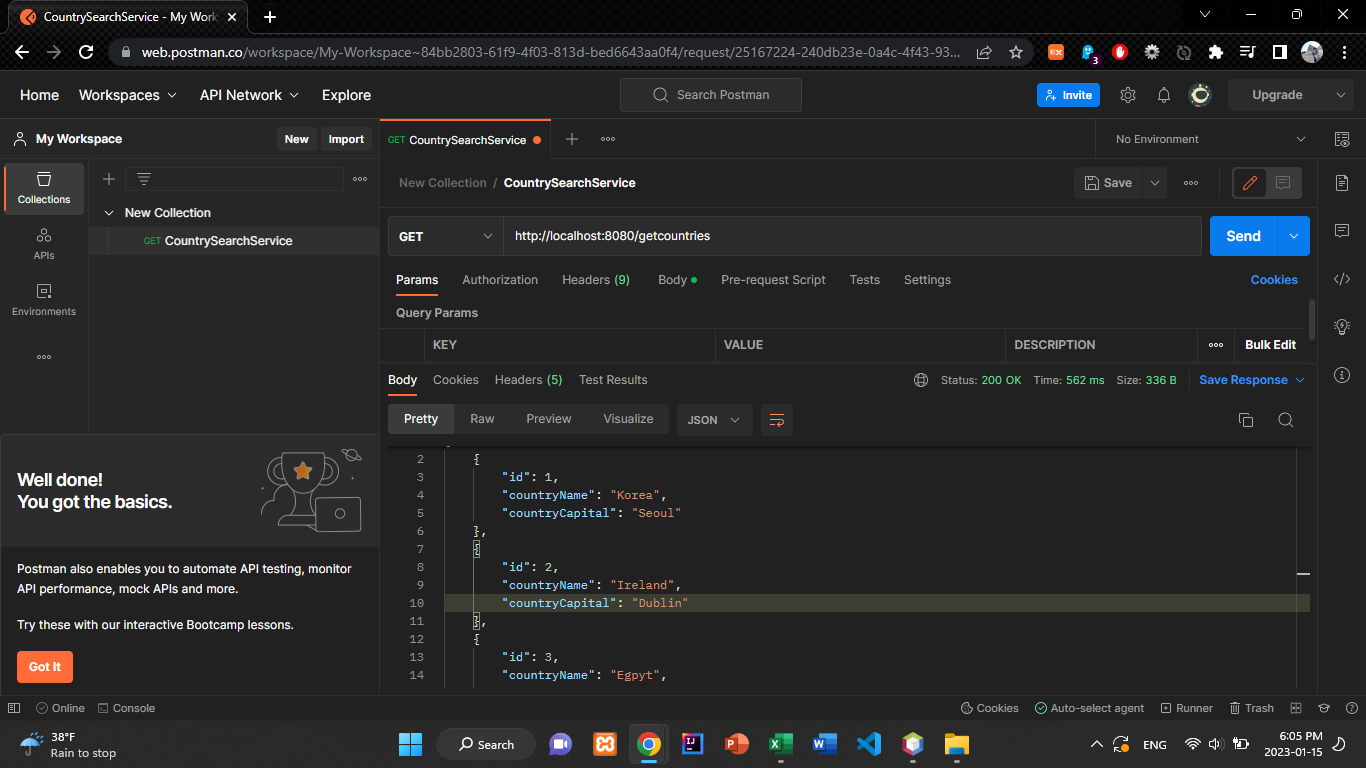 CountrySearchService - My Work
web.postman.co/workspace/My-Workspace~84bb2803-61f9-4f03-813d-bed6643aa0f4/request/25167224-240db23e-0a4c-4f43-93...
3
Home Workspaces API Network Explore Search Postman Invite Upgrade
My Workspace New Import GET CountrySearchService No Environment
Collections
APIs
Environments
New Collection
GET CountrySearchService
New Collection / CountrySearchService Save
GET http://localhost:8080/getcountries Send
Params Authorization Headers (9) Body Pre-request Script Tests Settings Cookies
Query Params
KEY VALUE DESCRIPTION Bulk Edit
Body Cookies Headers (5) Test Results Status: 200 OK Time: 562 ms Size: 336 B Save Response
Pretty Raw Preview Visualize JSON
2 {
3 "id": 1,
4 "countryName": "Korea",
5 "countryCapital": "Seoul"
6 },
7 {
8 "id": 2,
9 "countryName": "Ireland",
10 "countryCapital": "Dublin"
11 },
12 {
13 "id": 3,
14 "countryName": "Egpyt",
Well done!
You got the basics.
Postman also enables you to automate API testing, monitor
API performance, mock APIs and more.
Try these with our interactive Bootcamp lessons.
Got It
Online Console Cookies Auto-select agent Runner Trash
38°F
Rain to stop
Search
ENG
6:05 PM
2023-01-15